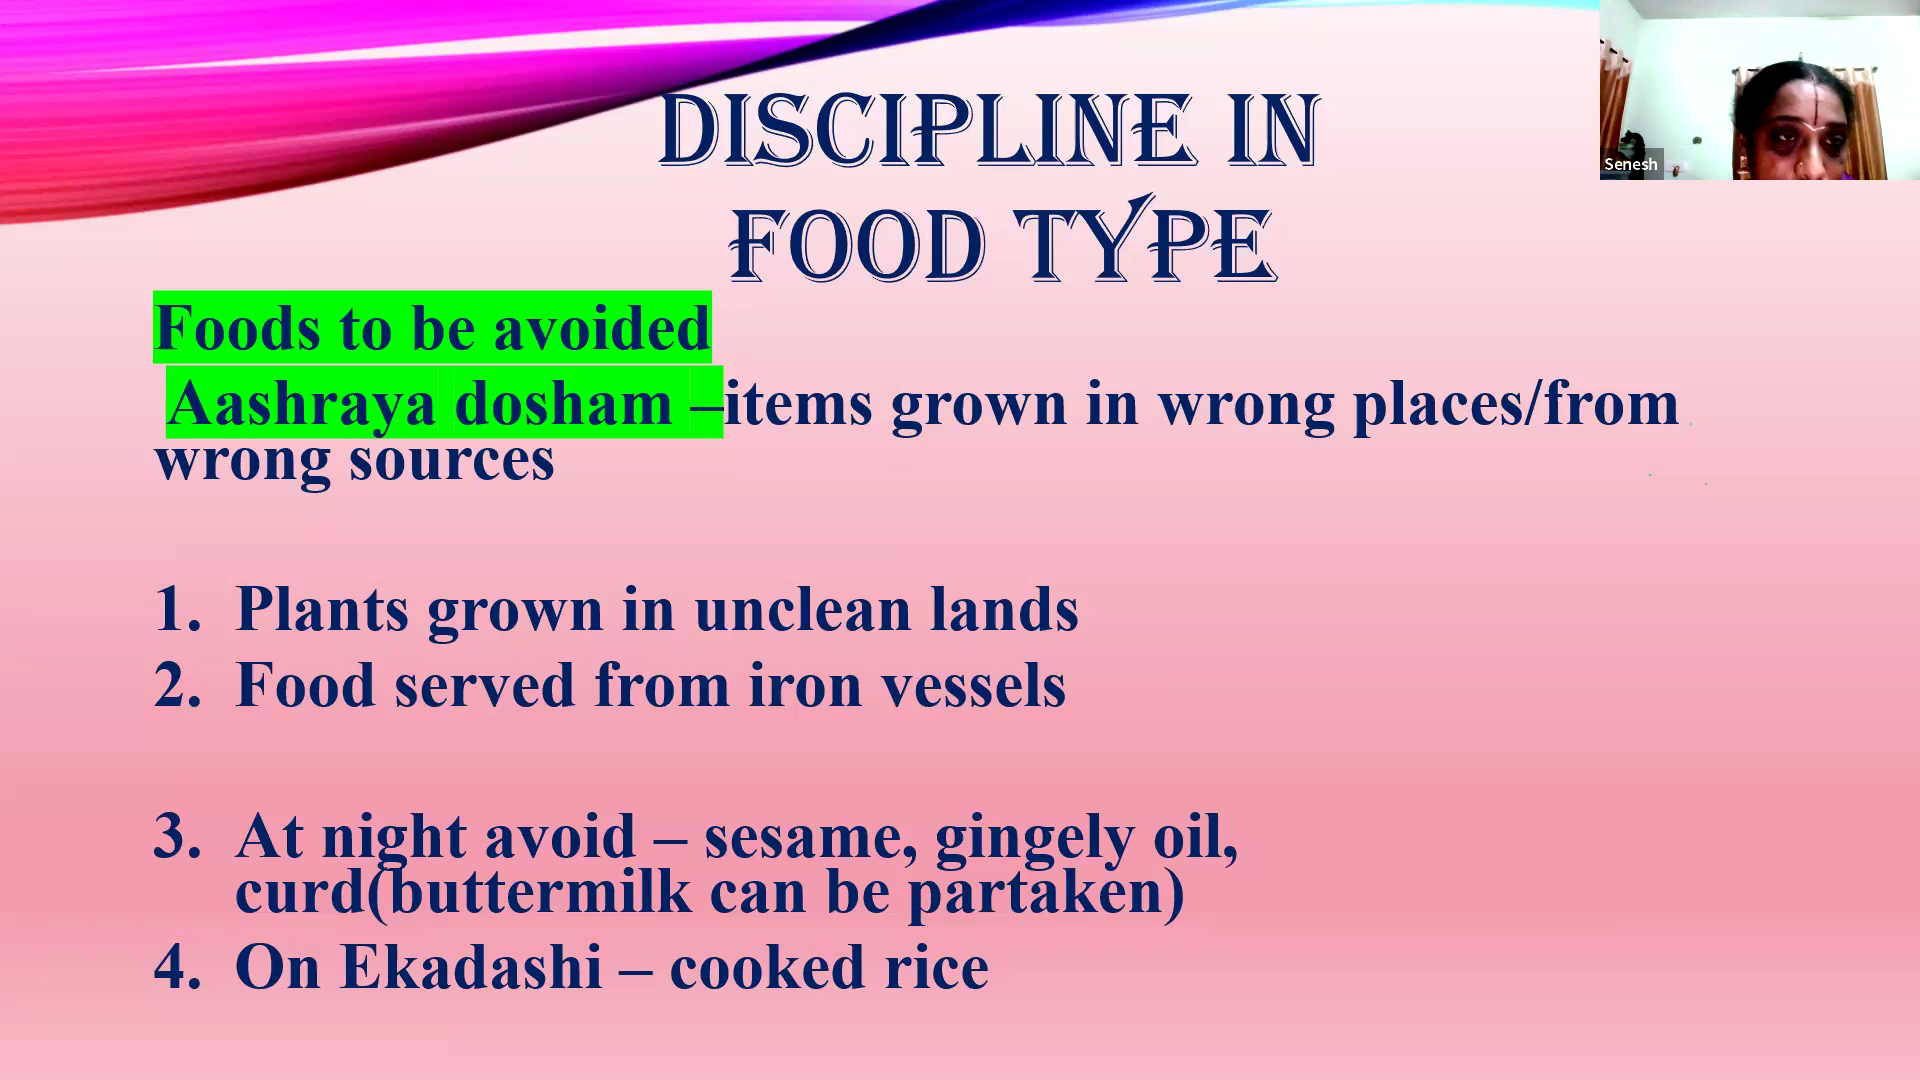 DISCIPLINE IN
FOOD TYPE
Senesh
Foods to be avoided
Aashraya dosham –items grown in wrong places/from
wrong sources
1. Plants grown in unclean lands
2. Food served from iron vessels
3. At night avoid – sesame, gingely oil,
curd(buttermilk can be partaken)
4. On Ekadashi – cooked rice